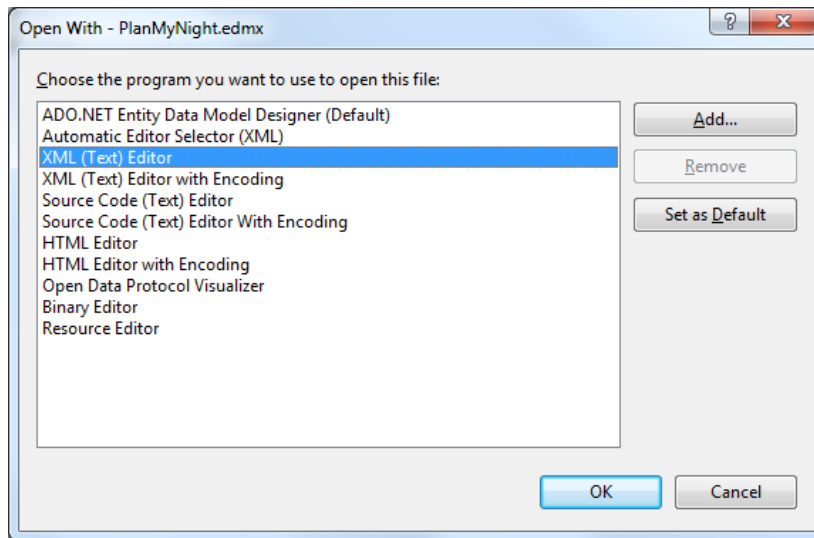 Open With - PlanMyNight.edmx
Choose the program you want to use to open this file:
ADO.NET Entity Data Model Designer (Default)
Automatic Editor Selector (XML)
XML (Text) Editor
XML (Text) Editor with Encoding
Source Code (Text) Editor
Source Code (Text) Editor With Encoding
HTML Editor
HTML Editor with Encoding
Open Data Protocol Visualizer
Binary Editor
Resource Editor
Add...
Remove
Set as Default
OK
Cancel